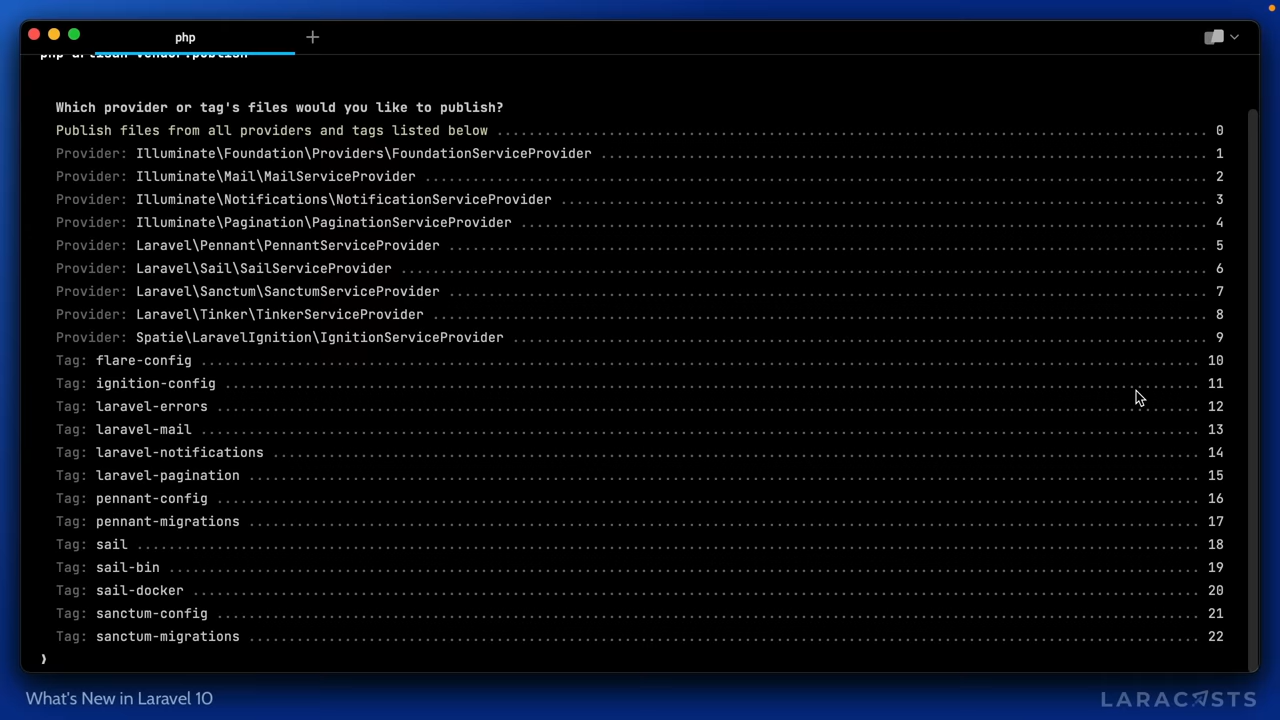 php
php artisan vendor:publish
Which provider or tag's files would you like to publish?
Publish files from all providers and tags listed below ........................................................................................ 0
Provider: Illuminate\Foundation\Providers\FoundationServiceProvider ........................................................................... 1
Provider: Illuminate\Mail\MailServiceProvider ................................................................................................. 2
Provider: Illuminate\Notifications\NotificationServiceProvider ................................................................................ 3
Provider: Illuminate\Pagination\PaginationServiceProvider ..................................................................................... 4
Provider: Laravel\Pennant\PennantServiceProvider .............................................................................................. 5
Provider: Laravel\Sail\SailServiceProvider .................................................................................................... 6
Provider: Laravel\Sanctum\SanctumServiceProvider .............................................................................................. 7
Provider: Laravel\Tinker\TinkerServiceProvider ................................................................................................ 8
Provider: Spatie\LaravelIgnition\IgnitionServiceProvider ...................................................................................... 9
Tag: flare-config ............................................................................................................................. 10
Tag: ignition-config .......................................................................................................................... 11
Tag: laravel-errors ........................................................................................................................... 12
Tag: laravel-mail ............................................................................................................................. 13
Tag: laravel-notifications .................................................................................................................... 14
Tag: laravel-pagination ....................................................................................................................... 15
Tag: pennant-config ........................................................................................................................... 16
Tag: pennant-migrations ....................................................................................................................... 17
Tag: sail ..................................................................................................................................... 18
Tag: sail-bin ................................................................................................................................. 19
Tag: sail-docker .............................................................................................................................. 20
Tag: sanctum-config ........................................................................................................................... 21
Tag: sanctum-migrations ....................................................................................................................... 22
❯
What's New in Laravel 10
LARACASTS